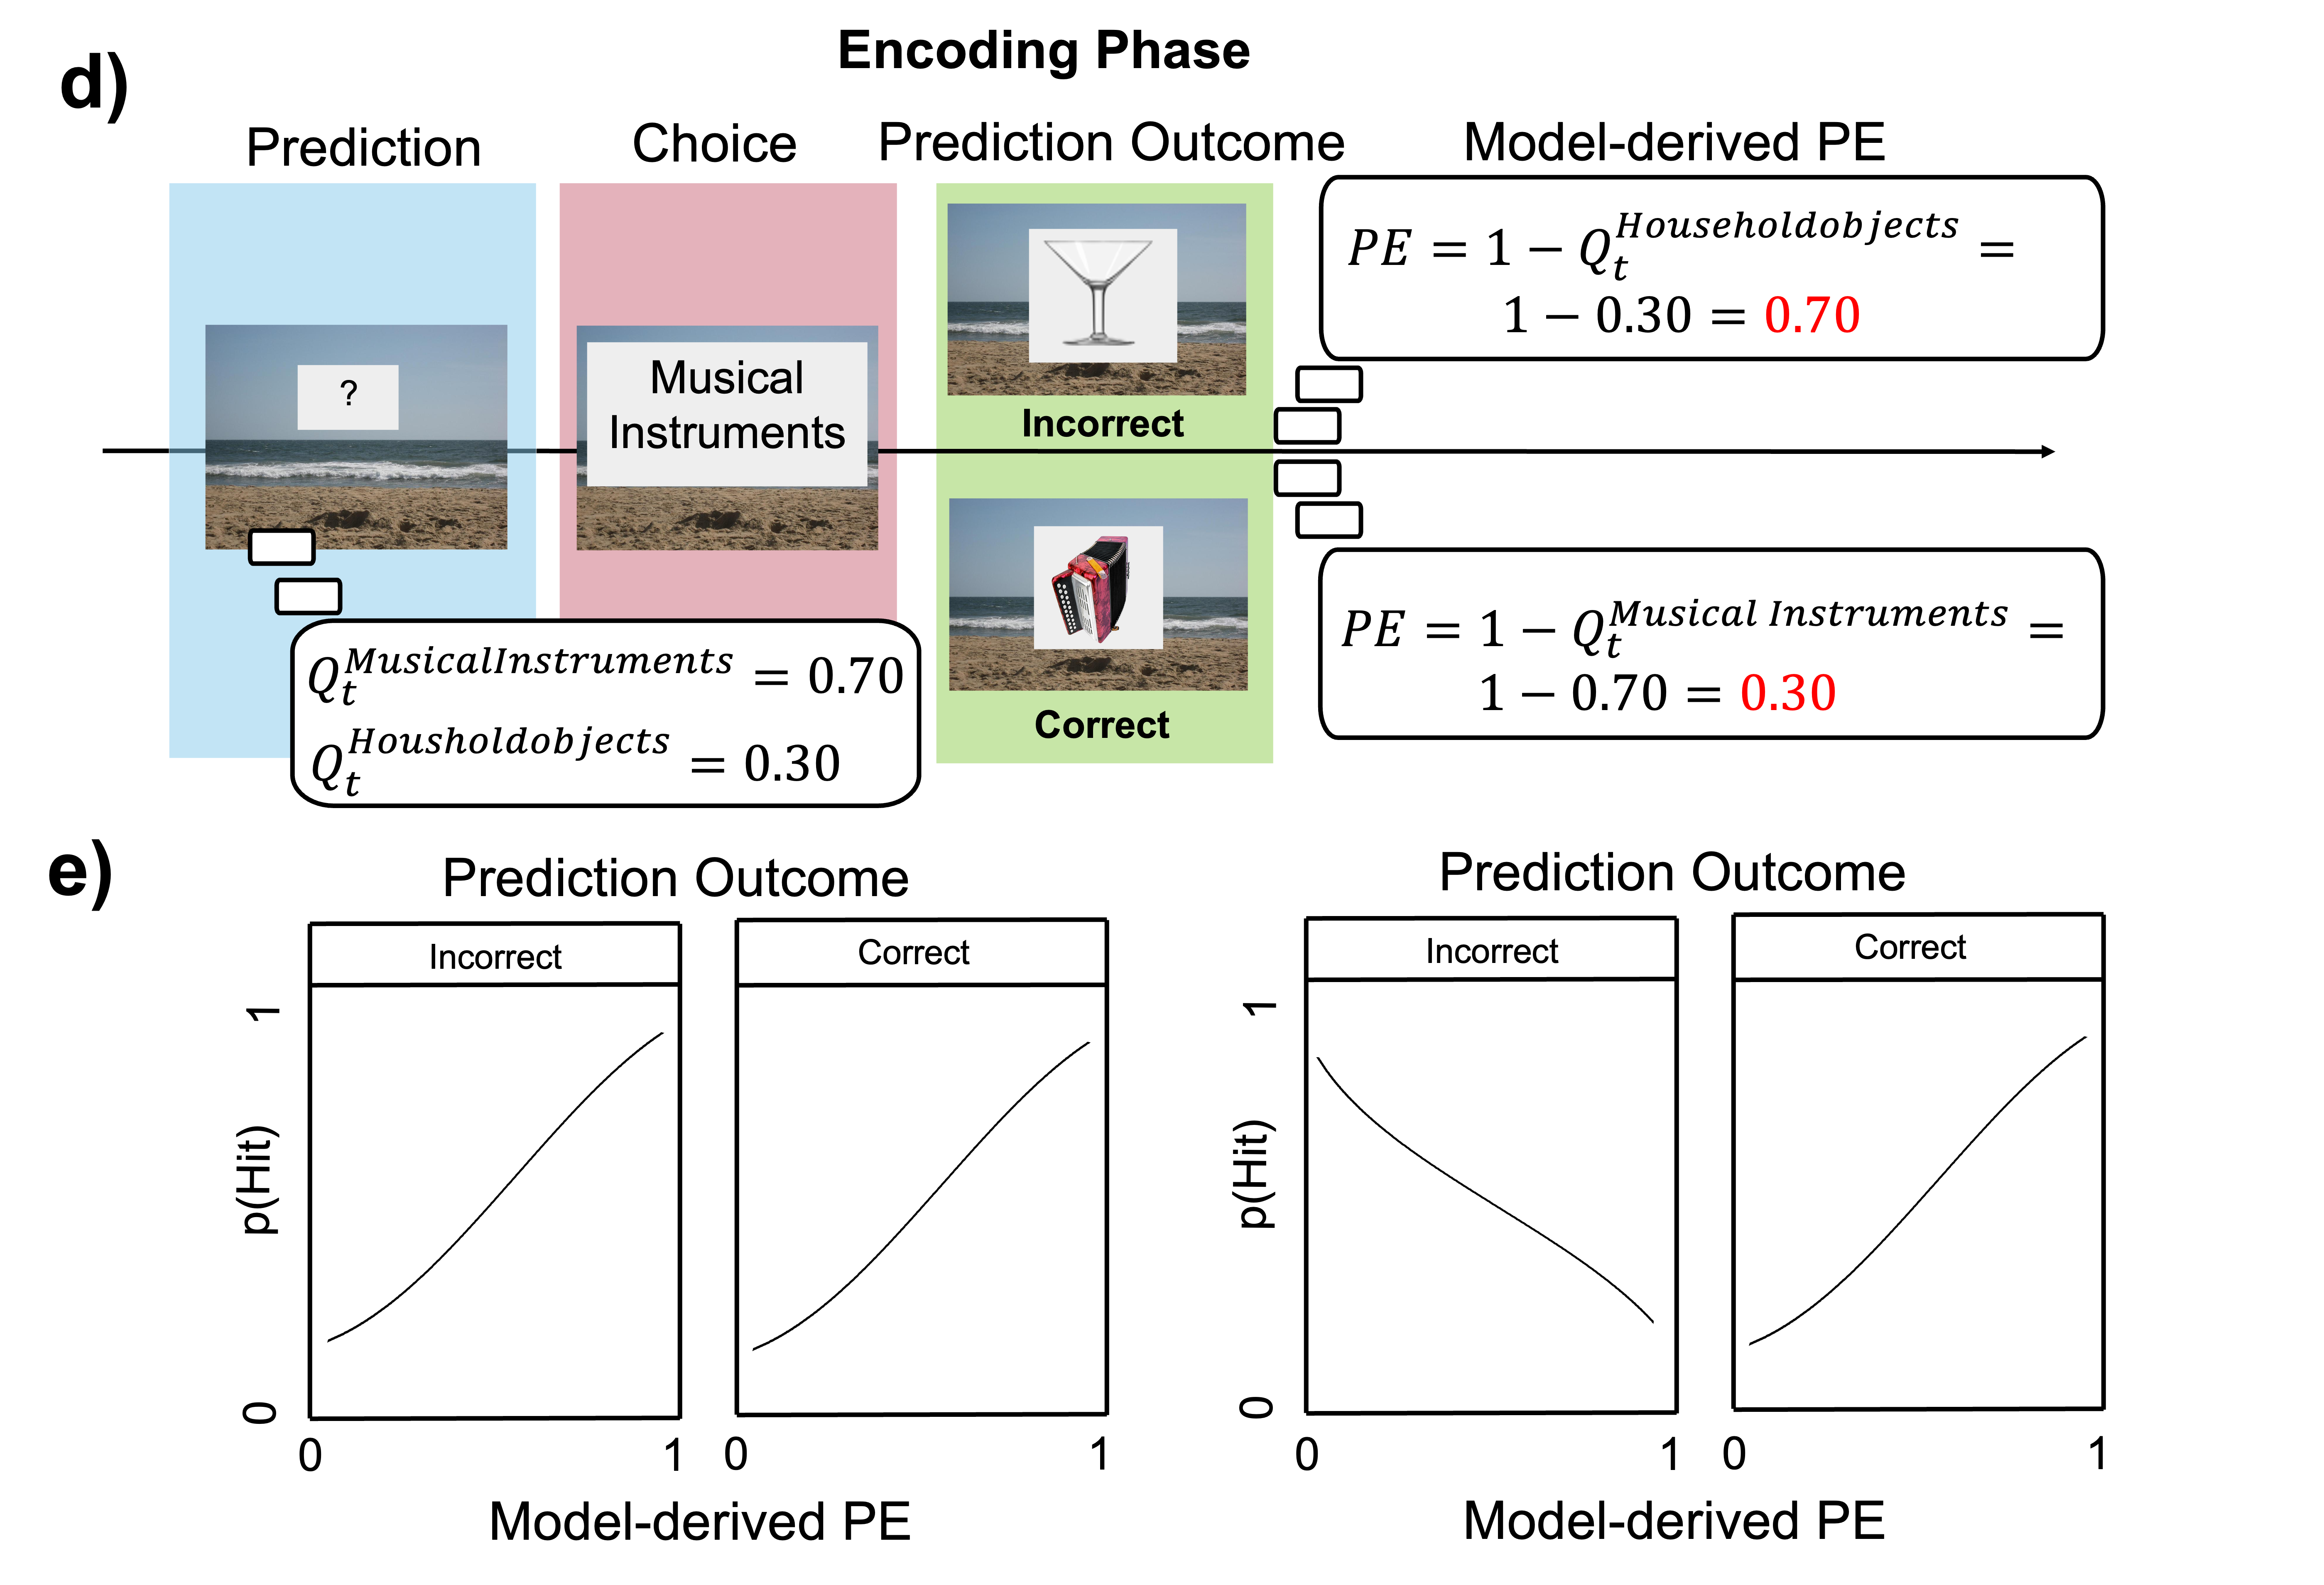 d)
Encoding Phase
Prediction
Choice
Prediction Outcome
Model-derived PE
?
Musical
Instruments
Incorrect
Correct
Q_t^{MusicalInstruments} = 0.70
Q_t^{Housholdobjects} = 0.30
PE = 1 − Q_t^{Householdobjects} =
1 − 0.30 = 0.70
PE = 1 − Q_t^{Musical Instruments} =
1 − 0.70 = 0.30
e)
Prediction Outcome
Incorrect
Correct
1
p(Hit)
0
0
1
0
1
Model-derived PE
Prediction Outcome
Incorrect
Correct
1
p(Hit)
0
0
1
0
1
Model-derived PE